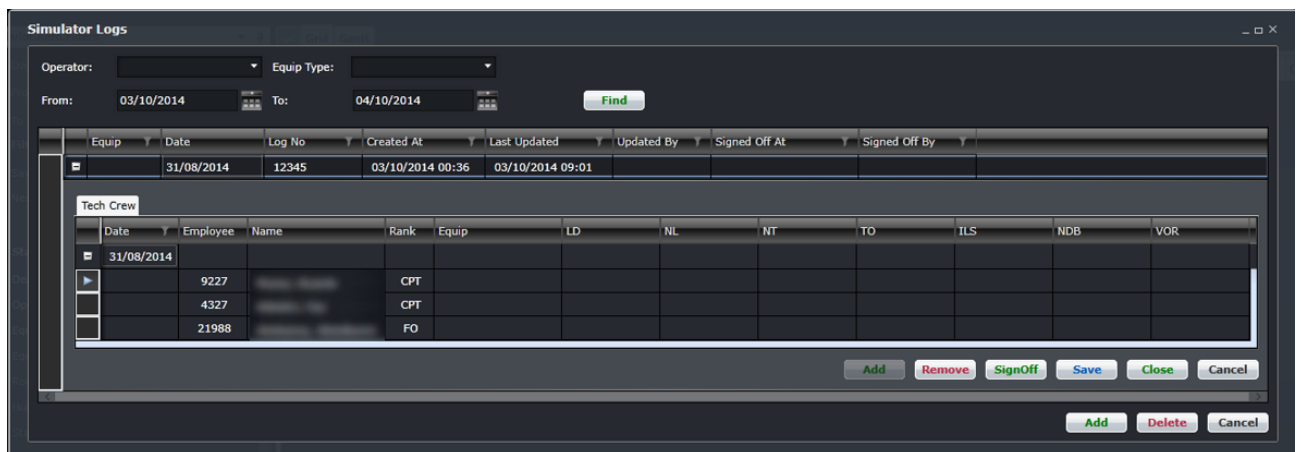 Simulator Logs
Operator: Equip Type:
From: 03/10/2014 To: 04/10/2014 Find
Equip Date Log No Created At Last Updated Updated By Signed Off At Signed Off By
31/08/2014 12345 03/10/2014 00:36 03/10/2014 09:01
Tech Crew
Date Employee Name Rank Equip LD NL NT TO ILS NDB VOR
31/08/2014
9227 CPT
4327 CPT
21988 FO
Add Remove SignOff Save Close Cancel
Add Delete Cancel